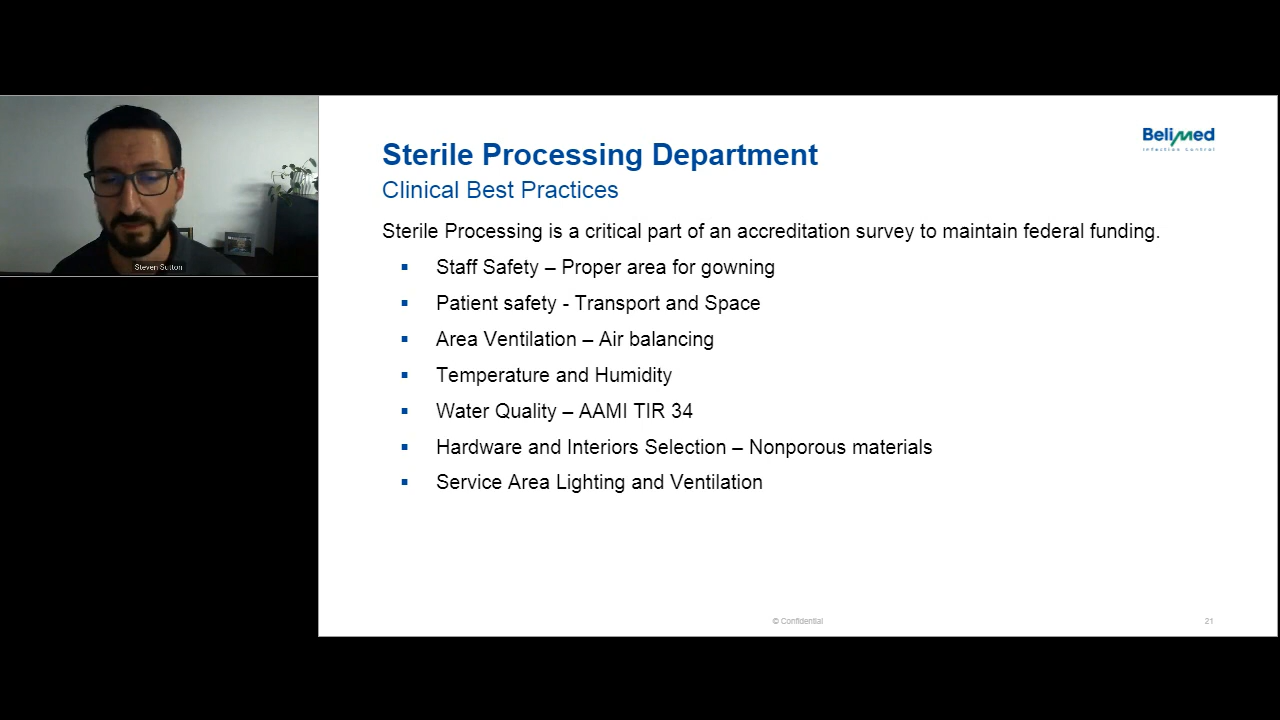 Steven Sutton
Belimed
Infection Control
Sterile Processing Department
Clinical Best Practices
Sterile Processing is a critical part of an accreditation survey to maintain federal funding.
▪ Staff Safety – Proper area for gowning
▪ Patient safety - Transport and Space
▪ Area Ventilation – Air balancing
▪ Temperature and Humidity
▪ Water Quality – AAMI TIR 34
▪ Hardware and Interiors Selection – Nonporous materials
▪ Service Area Lighting and Ventilation
© Confidential
21